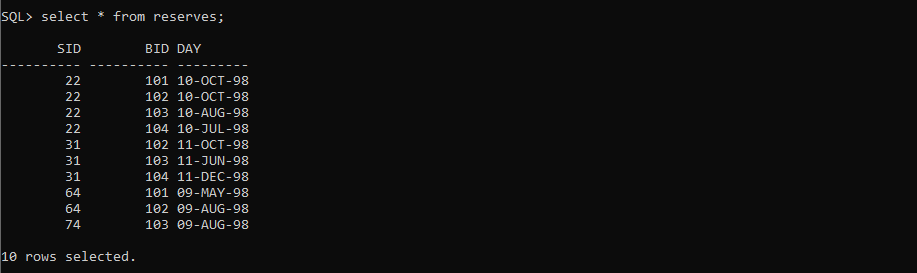 SQL> select * from reserves;
SID BID DAY
---------- ---------- ---------
22 101 10-OCT-98
22 102 10-OCT-98
22 103 10-AUG-98
22 104 10-JUL-98
31 102 11-OCT-98
31 103 11-JUN-98
31 104 11-DEC-98
64 101 09-MAY-98
64 102 09-AUG-98
74 103 09-AUG-98
10 rows selected.